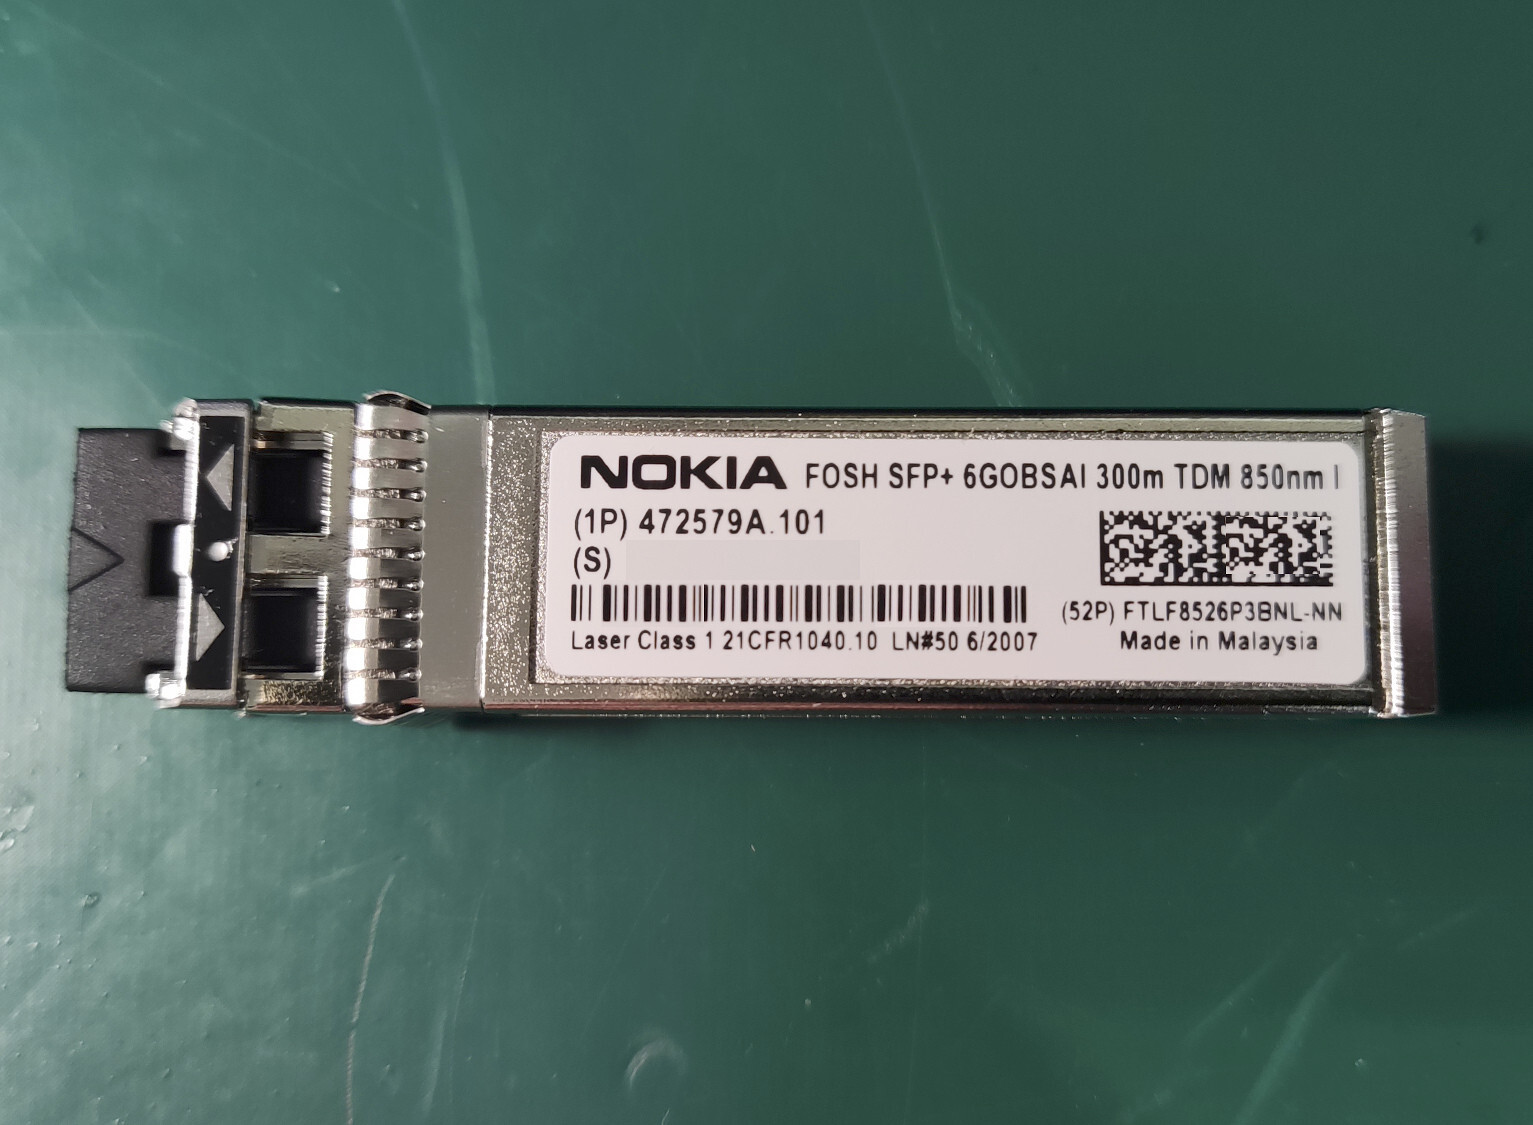 NOKIA FOSH SFP+ 6GOBSAI 300m TDM 850nm I
(1P) 472579A.101
(S)
(52P) FTLF8526P3BNL-NN
Laser Class 1 21CFR1040.10 LN#50 6/2007
Made in Malaysia